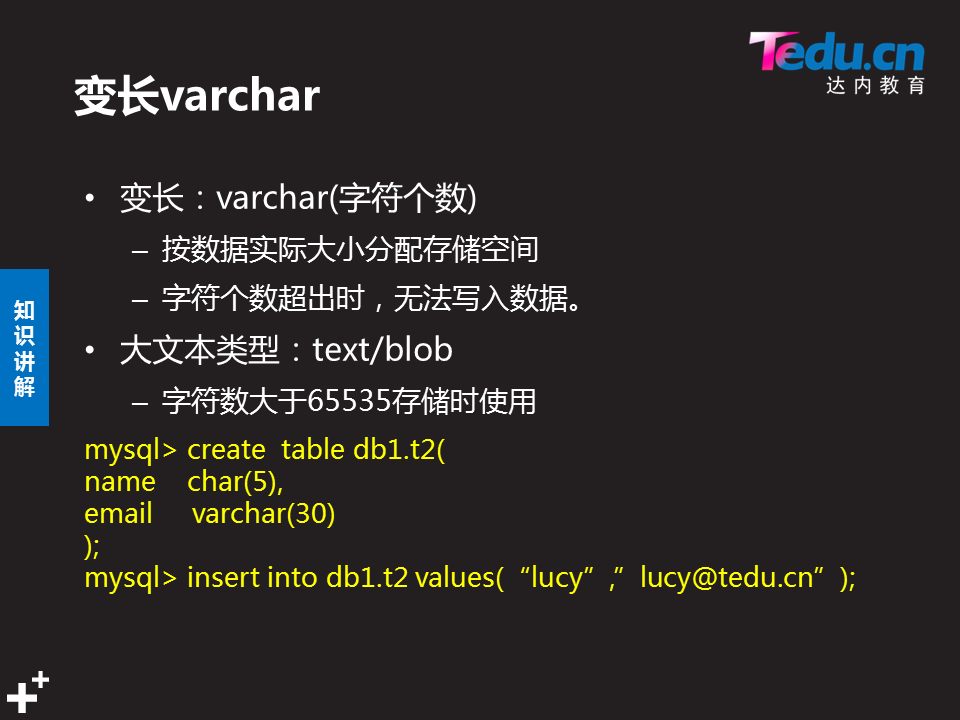 Tedu.cn
达内教育
变长varchar
• 变长：varchar(字符个数)
– 按数据实际大小分配存储空间
– 字符个数超出时，无法写入数据。
• 大文本类型：text/blob
– 字符数大于65535存储时使用
知识讲解
mysql> create table db1.t2(
name char(5),
email varchar(30)
);
mysql> insert into db1.t2 values(“lucy”,”lucy@tedu.cn”);